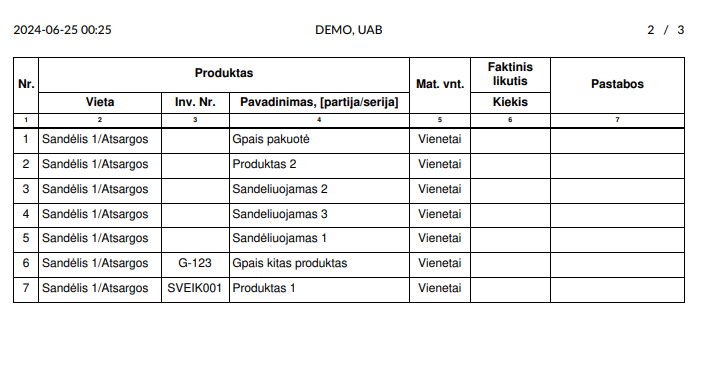 2024-06-25 00:25 DEMO, UAB 2 / 3
Nr. Produktas Mat. vnt. Faktinis likutis Pastabos
Vieta Inv. Nr. Pavadinimas, [partija/serija] Kiekis
1 2 3 4 5 6 7
1 Sandėlis 1/Atsargos Gpais pakuotė Vienetai
2 Sandėlis 1/Atsargos Produktas 2 Vienetai
3 Sandėlis 1/Atsargos Sandeliuojamas 2 Vienetai
4 Sandėlis 1/Atsargos Sandeliuojamas 3 Vienetai
5 Sandėlis 1/Atsargos Sandėliuojamas 1 Vienetai
6 Sandėlis 1/Atsargos G-123 Gpais kitas produktas Vienetai
7 Sandėlis 1/Atsargos SVEIK001 Produktas 1 Vienetai